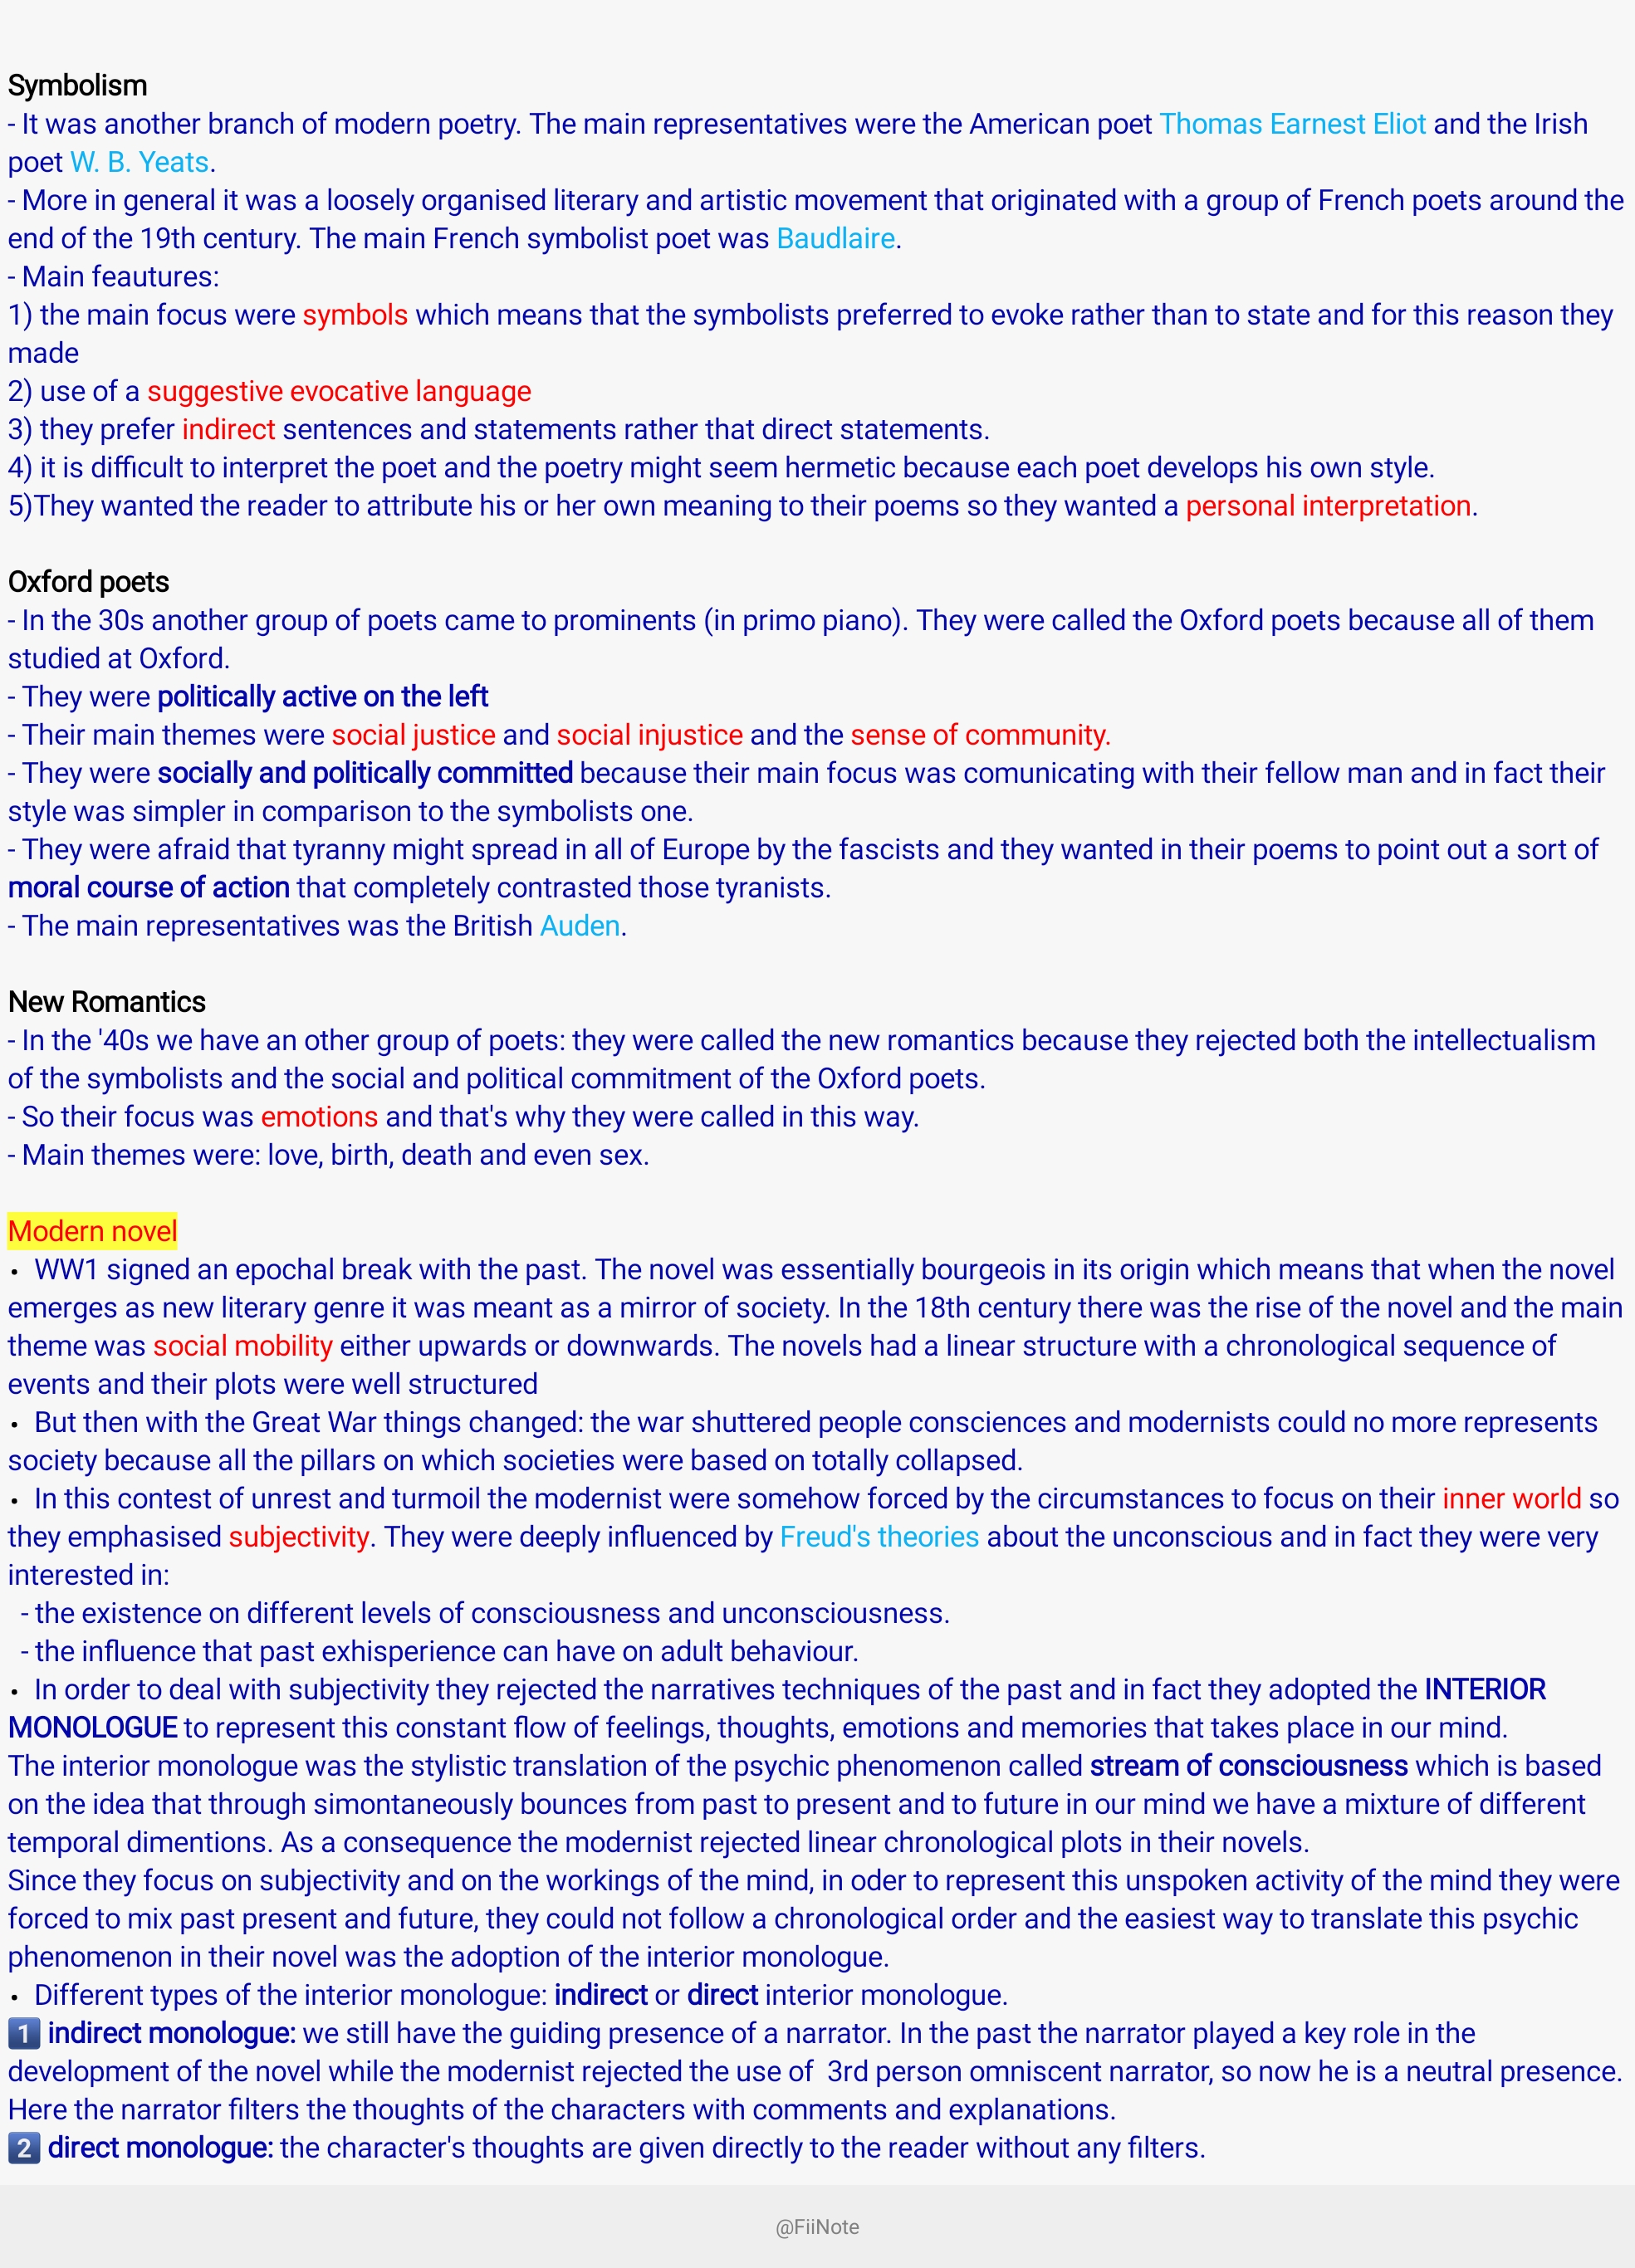 Symbolism
- It was another branch of modern poetry. The main representatives were the American poet Thomas Earnest Eliot and the Irish
poet W. B. Yeats.
- More in general it was a loosely organised literary and artistic movement that originated with a group of French poets around the
end of the 19th century. The main French symbolist poet was Baudlaire.
- Main feautures:
1) the main focus were symbols which means that the symbolists preferred to evoke rather than to state and for this reason they
made
2) use of a suggestive evocative language
3) they prefer indirect sentences and statements rather that direct statements.
4) it is difficult to interpret the poet and the poetry might seem hermetic because each poet develops his own style.
5)They wanted the reader to attribute his or her own meaning to their poems so they wanted a personal interpretation.
Oxford poets
- In the 30s another group of poets came to prominents (in primo piano). They were called the Oxford poets because all of them
studied at Oxford.
- They were politically active on the left
- Their main themes were social justice and social injustice and the sense of community.
- They were socially and politically committed because their main focus was comunicating with their fellow man and in fact their
style was simpler in comparison to the symbolists one.
- They were afraid that tyranny might spread in all of Europe by the fascists and they wanted in their poems to point out a sort of
moral course of action that completely contrasted those tyranists.
- The main representatives was the British Auden.
New Romantics
- In the '40s we have an other group of poets: they were called the new romantics because they rejected both the intellectualism
of the symbolists and the social and political commitment of the Oxford poets.
- So their focus was emotions and that's why they were called in this way.
- Main themes were: love, birth, death and even sex.
Modern novel
• WW1 signed an epochal break with the past. The novel was essentially bourgeois in its origin which means that when the novel
emerges as new literary genre it was meant as a mirror of society. In the 18th century there was the rise of the novel and the main
theme was social mobility either upwards or downwards. The novels had a linear structure with a chronological sequence of
events and their plots were well structured
• But then with the Great War things changed: the war shuttered people consciences and modernists could no more represents
society because all the pillars on which societies were based on totally collapsed.
• In this contest of unrest and turmoil the modernist were somehow forced by the circumstances to focus on their inner world so
they emphasised subjectivity. They were deeply influenced by Freud's theories about the unconscious and in fact they were very
interested in:
- the existence on different levels of consciousness and unconsciousness.
- the influence that past exhisperience can have on adult behaviour.
• In order to deal with subjectivity they rejected the narratives techniques of the past and in fact they adopted the INTERIOR
MONOLOGUE to represent this constant flow of feelings, thoughts, emotions and memories that takes place in our mind.
The interior monologue was the stylistic translation of the psychic phenomenon called stream of consciousness which is based
on the idea that through simontaneously bounces from past to present and to future in our mind we have a mixture of different
temporal dimentions. As a consequence the modernist rejected linear chronological plots in their novels.
Since they focus on subjectivity and on the workings of the mind, in oder to represent this unspoken activity of the mind they were
forced to mix past present and future, they could not follow a chronological order and the easiest way to translate this psychic
phenomenon in their novel was the adoption of the interior monologue.
• Different types of the interior monologue: indirect or direct interior monologue.
1 indirect monologue: we still have the guiding presence of a narrator. In the past the narrator played a key role in the
development of the novel while the modernist rejected the use of 3rd person omniscent narrator, so now he is a neutral presence.
Here the narrator filters the thoughts of the characters with comments and explanations.
2 direct monologue: the character's thoughts are given directly to the reader without any filters.
@FiiNote